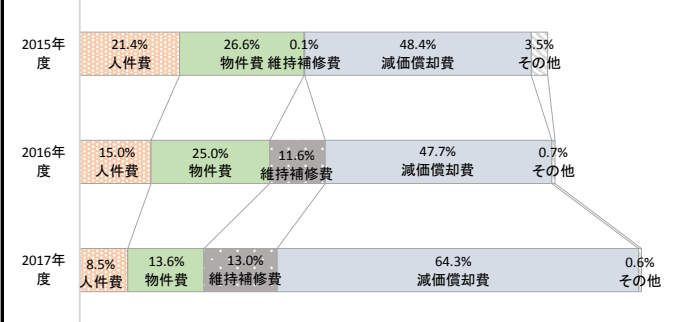 2015年
度
21.4%
人件費
26.6%
物件費
0.1%
維持補修費
48.4%
減価償却費
3.5%
その他
2016年
度
15.0%
人件費
25.0%
物件費
11.6%
維持補修費
47.7%
減価償却費
0.7%
その他
2017年
度
8.5%
人件費
13.6%
物件費
13.0%
維持補修費
64.3%
減価償却費
0.6%
その他